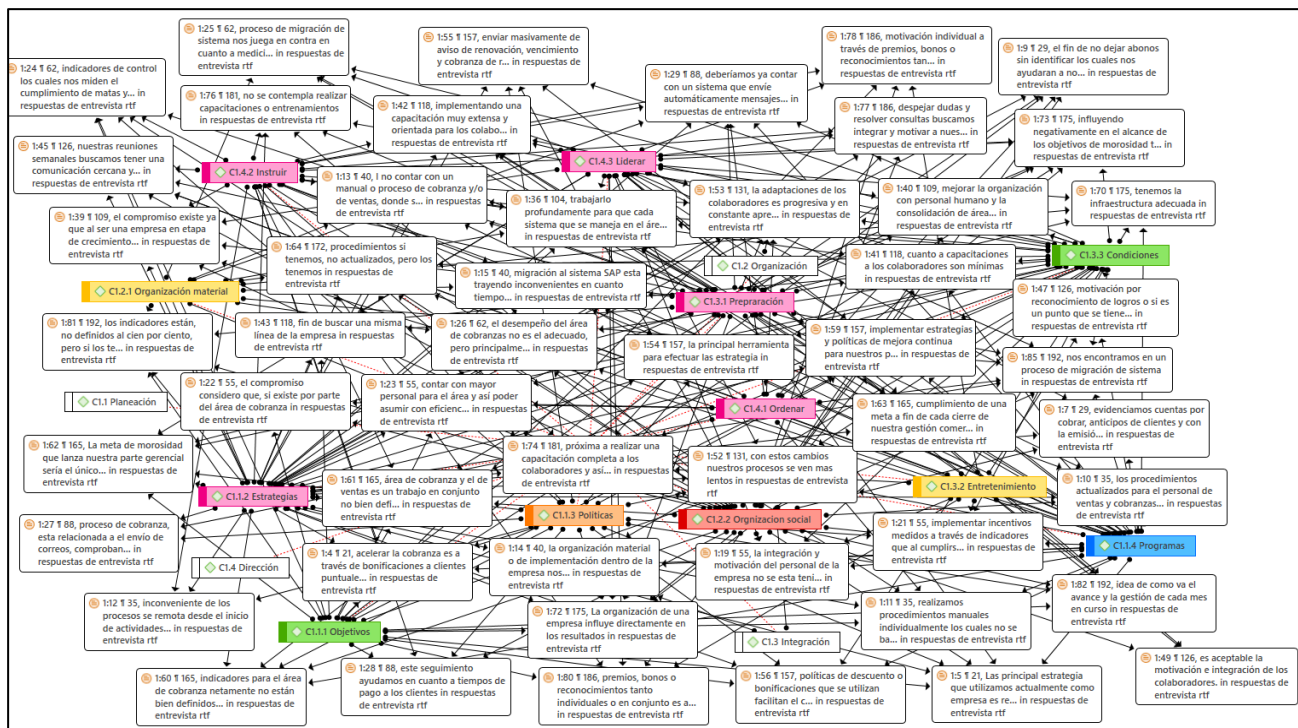 1:25 ¶ 62, proceso de migración de
sistema nos juega en contra en
cuanto a medici... in respuestas de
entrevista rtf
1:55 ¶ 157, enviar masivamente de
aviso de renovación, vencimiento
y cobranza de r... in respuestas de
entrevista rtf
1:78 ¶ 186, motivación individual a
través de premios, bonos o
reconocimientos tan... in
respuestas de entrevista rtf
1:9 ¶ 29, el fin de no dejar abonos
sin identificar los cuales nos
ayudaran a no... in respuestas de
entrevista rtf
1:24 ¶ 62, indicadores de control
los cuales nos miden el
cumplimiento de matas y... in
respuestas de entrevista rtf
1:76 ¶ 181, no se contempla realizar
capacitaciones o entrenamientos
in respuestas de entrevista rtf
1:42 ¶ 118, implementando una
capacitación muy extensa y
orientada para los colabo... in
respuestas de entrevista rtf
1:29 ¶ 88, deberíamos ya contar
con un sistema que envíe
automáticamente mensajes...
in respuestas de entrevista rtf
1:77 ¶ 186, despejar dudas y
resolver consultas buscamos
integrar y motivar a nues... in
respuestas de entrevista rtf
1:73 ¶ 175, influyendo
negativamente en el alcance de
los objetivos de morosidad t... in
respuestas de entrevista rtf
1:45 ¶ 126, nuestras reuniones
semanales buscamos tener una
comunicación cercana y...
in respuestas de entrevista rtf
C1.4.2 Instruir
C1.4.3 Liderar
1:13 ¶ 40, l no contar con un
manual o proceso de cobranza y/o
de ventas, donde s... in respuestas
de entrevista rtf
1:36 ¶ 104, trabajarlo
profundamente para que cada
sistema que se maneja en el áre...
in respuestas de entrevista rtf
1:53 ¶ 131, la adaptaciones de los
colaboradores es progresiva y en
constante apre... in respuestas de
entrevista rtf
1:40 ¶ 109, mejorar la organización
con personal humano y la
consolidación de área... in
respuestas de entrevista rtf
1:70 ¶ 175, tenemos la
infraestructura adecuada in
respuestas de entrevista rtf
1:39 ¶ 109, el compromiso existe ya
que al ser una empresa en etapa
de crecimiento... in respuestas de
entrevista rtf
1:64 ¶ 172, procedimientos si
tenemos, no actualizados, pero los
tenemos in respuestas de
entrevista rtf
C1.2 Organización
1:15 ¶ 40, migración al sistema SAP esta
trayendo inconvenientes en cuanto
tiempo... in respuestas de entrevista
rtf
1:41 ¶ 118, cuanto a capacitaciones
a los colaboradores son mínimas
in respuestas de entrevista rtf
C1.3.3 Condiciones
C1.2.1 Organización material
C1.3.1 Prepraración
1:47 ¶ 126, motivación por
reconocimiento de logros o si es
un punto que se tiene...
in respuestas de entrevista rtf
1:81 ¶ 192, los indicadores están,
no definidos al cien por ciento,
pero si los te... in respuestas de
entrevista rtf
1:43 ¶ 118, fin de buscar una misma
línea de la empresa in respuestas
de entrevista rtf
1:26 ¶ 62, el desempeño del área
de cobranzas no es el adecuado,
pero principalme... in respuestas
de entrevista rtf
1:54 ¶ 157, la principal herramienta
para efectuar las estrategia in
respuestas de entrevista rtf
1:59 ¶ 157, implementar estrategias
y políticas de mejora continua
para nuestros p... in respuestas de
entrevista rtf
1:85 ¶ 192, nos encontramos en un
proceso de migración de sistema
in respuestas de entrevista rtf
1:22 ¶ 55, el compromiso
considero que, si existe por parte
del área de cobranza in respuestas
de entrevista rtf
1:23 ¶ 55, contar con mayor
personal para el área y así poder
asumir con eficienc... in respuestas
de entrevista rtf
C1.1 Planeación
C1.4.1 Ordenar
1:63 ¶ 165, cumplimiento de una
meta a fin de cada cierre de
nuestra gestión comer... in
respuestas de entrevista rtf
1:7 ¶ 29, evidenciamos cuentas por
cobrar, anticipos de clientes y con
la emisió... in respuestas de
entrevista rtf
1:62 ¶ 165, La meta de morosidad
que lanza nuestra parte gerencial
sería el único... in respuestas de
entrevista rtf
1:74 ¶ 181, próxima a realizar una
capacitación completa a los
colaboradores y así... in respuestas
de entrevista rtf
1:52 ¶ 131, con estos cambios
nuestros procesos se ven mas
lentos in respuestas de entrevista
rtf
1:61 ¶ 165, área de cobranza y el de
ventas es un trabajo en conjunto
no bien defi... in respuestas de
entrevista rtf
C1.1.2 Estrategias
C1.3.2 Entretenimiento
1:10 ¶ 35, los procedimientos
actualizados para el personal de
ventas y cobranzas... in
respuestas de entrevista rtf
C1.1.3 Políticas
C1.2.2 Orgnizacion social
1:27 ¶ 88, proceso de cobranza,
esta relacionada a el envío de
correos, comproban... in
respuestas de entrevista rtf
1:21 ¶ 55, implementar incentivos
medidos a través de indicadores
que al cumplirs... in respuestas de
entrevista rtf
C1.1.4 Programas
1:4 ¶ 21, acelerar la cobranza es a
través de bonificaciones a clientes
puntuale... in respuestas de
entrevista rtf
1:14 ¶ 40, la organización material
o de implementación dentro de la
empresa nos... in respuestas de
entrevista rtf
1:19 ¶ 55, la integración y
motivación del personal de la
empresa no se esta teni... in
respuestas de entrevista rtf
C1.4 Dirección
1:82 ¶ 192, idea de como va el
avance y la gestión de cada mes
en curso in respuestas de
entrevista rtf
1:12 ¶ 35, inconveniente de los
procesos se remota desde el inicio
de actividades... in respuestas de
entrevista rtf
1:72 ¶ 175, La organización de una
empresa influye directamente en
los resultados in respuestas de
entrevista rtf
1:11 ¶ 35, realizamos
procedimientos manuales
individualmente los cuales no se
ba... in respuestas de entrevista
rtf
C1.1.1 Objetivos
C1.3 Integración
1:49 ¶ 126, es aceptable la
motivación e integración de los
colaboradores. in respuestas de
entrevista rtf
1:60 ¶ 165, indicadores para el área
de cobranza netamente no están
bien definidos... in respuestas de
entrevista rtf
1:28 ¶ 88, este seguimiento
ayudamos en cuanto a tiempos de
pago a los clientes in respuestas
de entrevista rtf
1:80 ¶ 186, premios, bonos o
reconocimientos tanto
individuales o en conjunto es a...
in respuestas de entrevista rtf
1:56 ¶ 157, políticas de descuento o
bonificaciones que se utilizan
facilitan el c... in respuestas de
entrevista rtf
1:5 ¶ 21, Las principal estrategia
que utilizamos actualmente como
empresa es re... in respuestas de
entrevista rtf